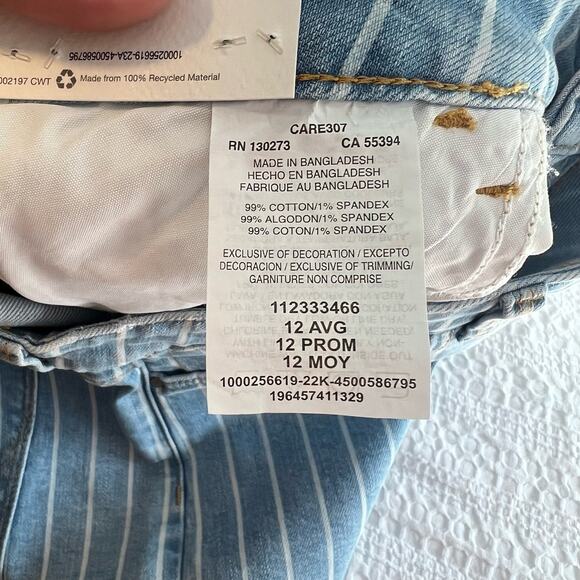 1000256619-23A-4500586795
002197 CWT Made from 100% Recycled Material
CARE307
RN 130273 CA 55394
MADE IN BANGLADESH
HECHO EN BANGLADESH
FABRIQUE AU BANGLADESH
99% COTTON/1% SPANDEX
99% ALGODON/1% SPANDEX
99% COTON/1% SPANDEX
EXCLUSIVE OF DECORATION / EXCEPTO
DECORACION / EXCLUSIVE OF TRIMMING/
GARNITURE NON COMPRISE
112333466
12 AVG
12 PROM
12 MOY
1000256619-22K-4500586795
196457411329